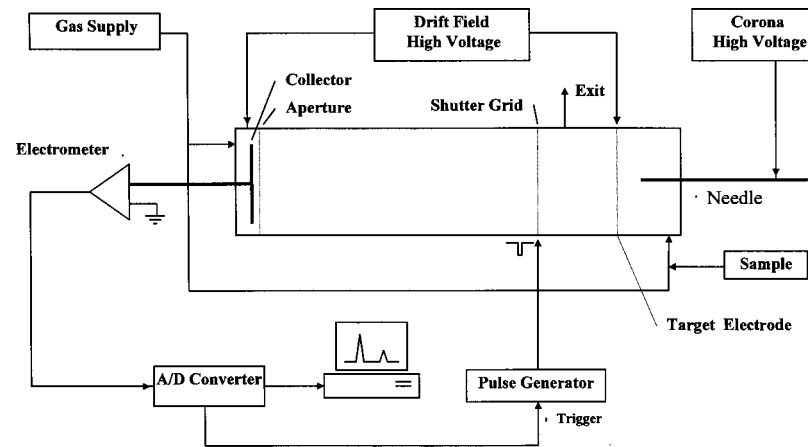 Gas Supply
Drift Field
High Voltage
Corona
High Voltage
Collector
Aperture
Shutter Grid
Exit
Electrometer
Needle
Sample
Target Electrode
A/D Converter
Pulse Generator
Trigger